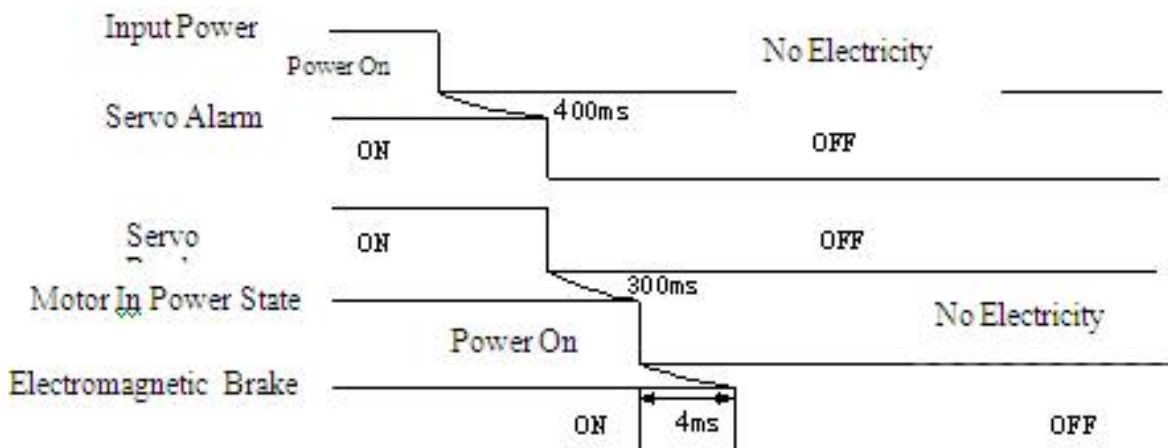 Input Power
No Electricity
Power On
400ms
Servo Alarm
ON
OFF
Servo
ON
OFF
300ms
Motor In Power State
No Electricity
Power On
Electromagnetic Brake
ON
4ms
OFF